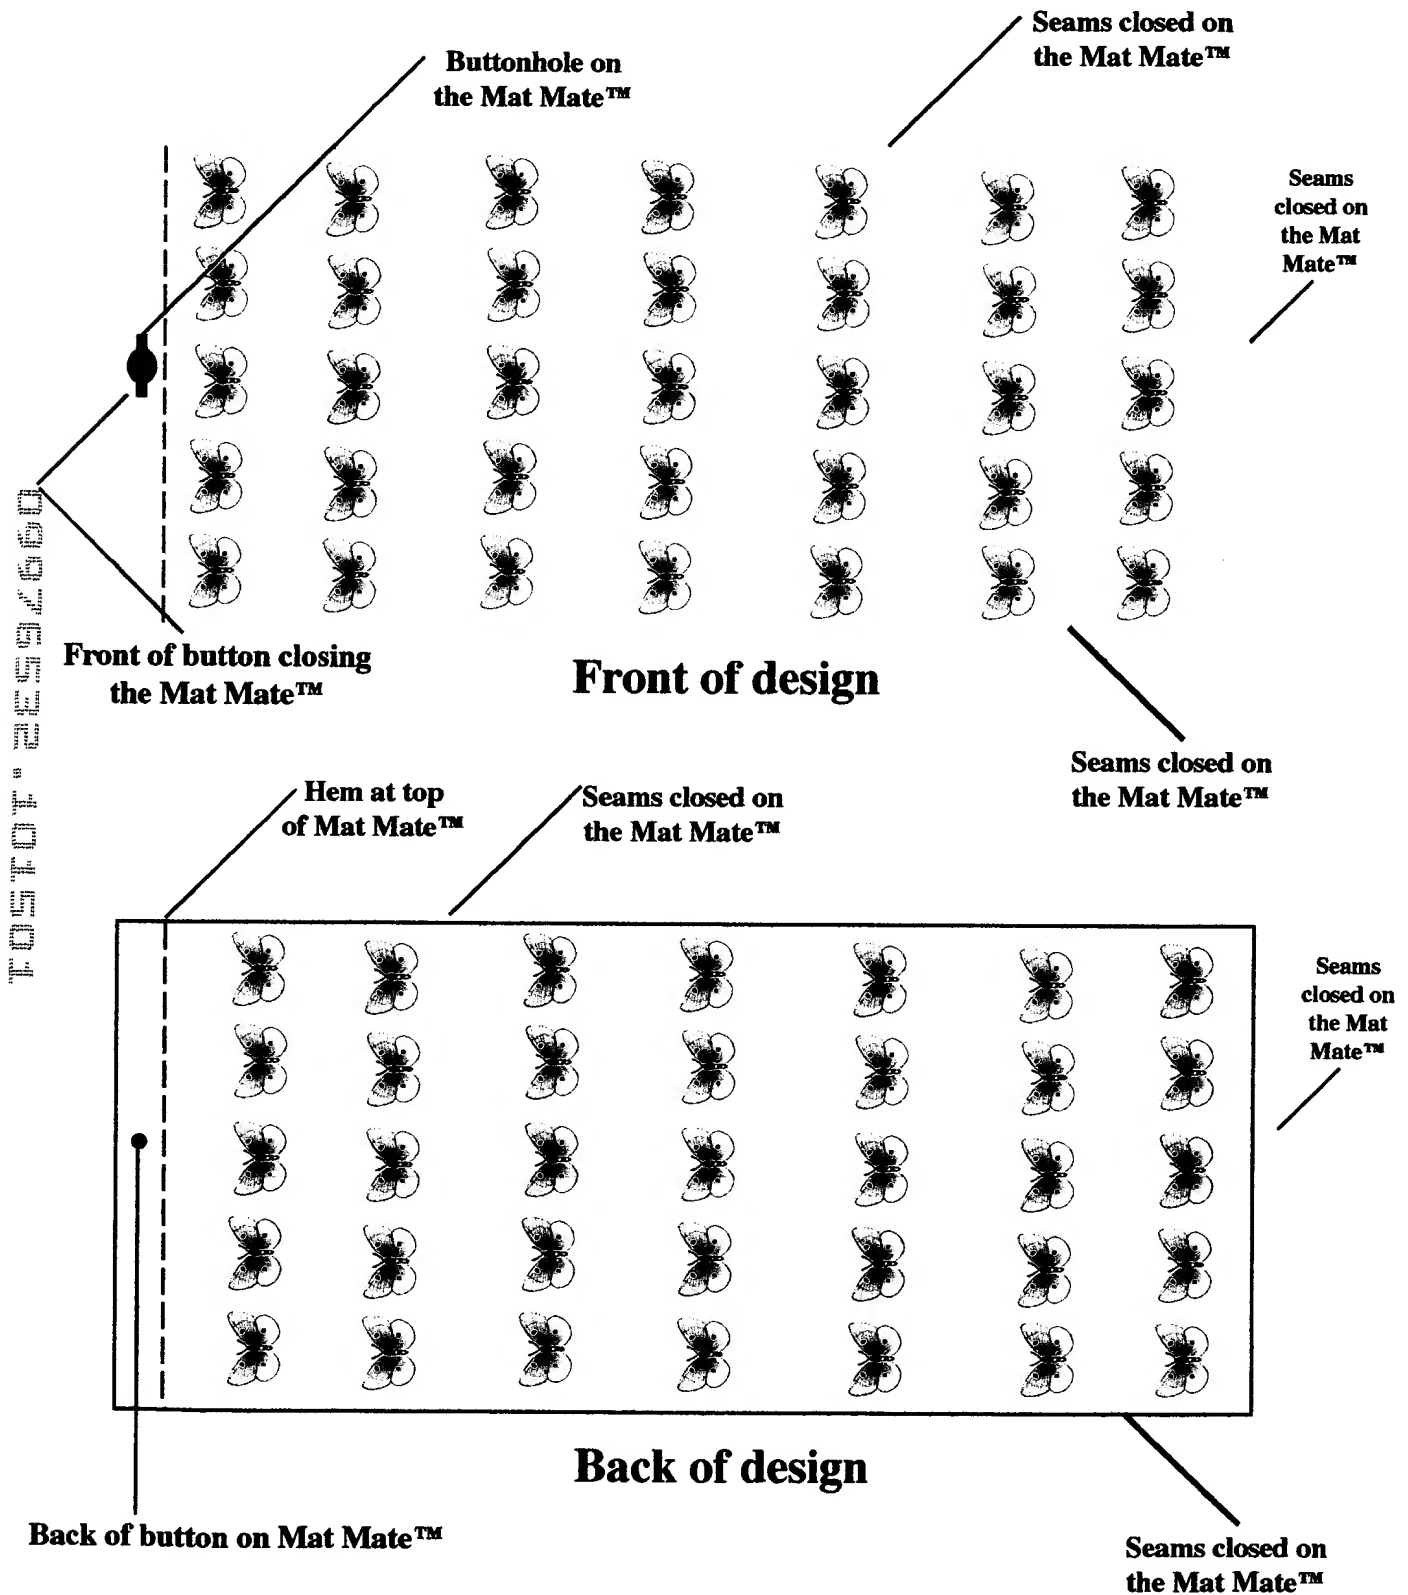 Seams closed on
the Mat Mate™
Buttonhole on
the Mat Mate™
Seams
closed on
the Mat
Mate™
Front of button closing
the Mat Mate™
Front of design
Seams closed on
the Mat Mate™
Hem at top
of Mat Mate™
Seams closed on
the Mat Mate™
Seams
closed on
the Mat
Mate™
Back of design
Back of button on Mat Mate™
Seams closed on
the Mat Mate™